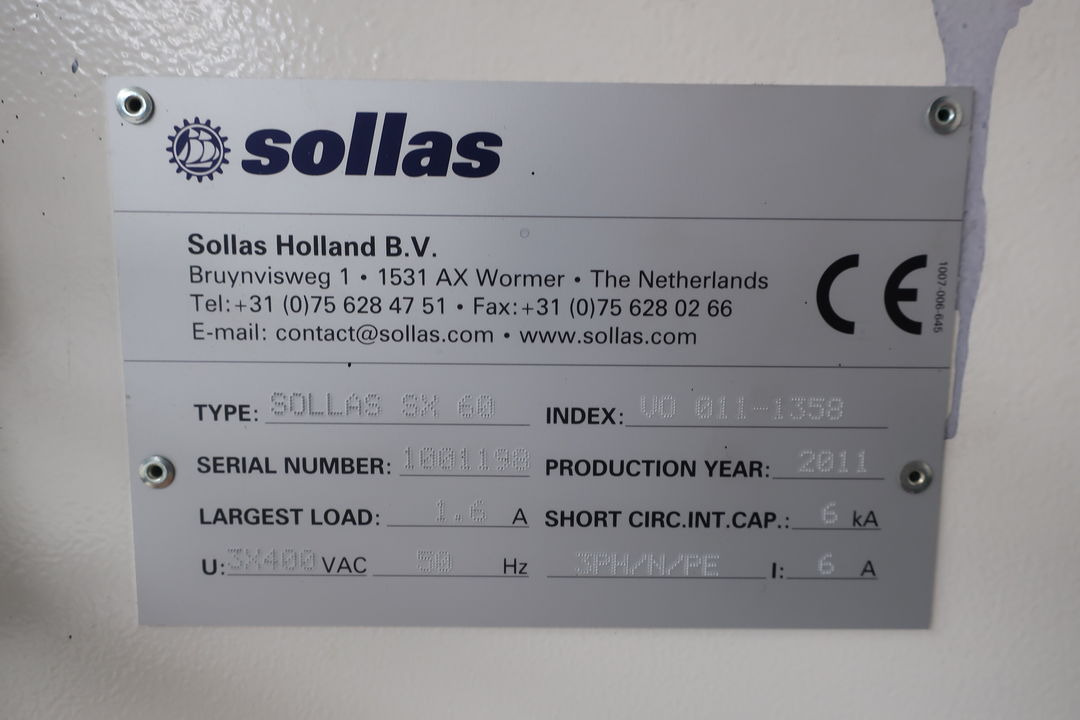 sollas
Sollas Holland B.V.
Bruynvisweg 1 • 1531 AX Wormer • The Netherlands
Tel:+31 (0)75 628 47 51 • Fax:+31 (0)75 628 02 66
E-mail: contact@sollas.com • www.sollas.com
CE
1007-006-645
TYPE: SOLLAS SX 60 INDEX: VO 011-1358
SERIAL NUMBER: 1001198 PRODUCTION YEAR: 2011
LARGEST LOAD: 1.6 A SHORT CIRC.INT.CAP.: 6 kA
U: 3X400 VAC 50 Hz 3PH/N/PE I: 6 A